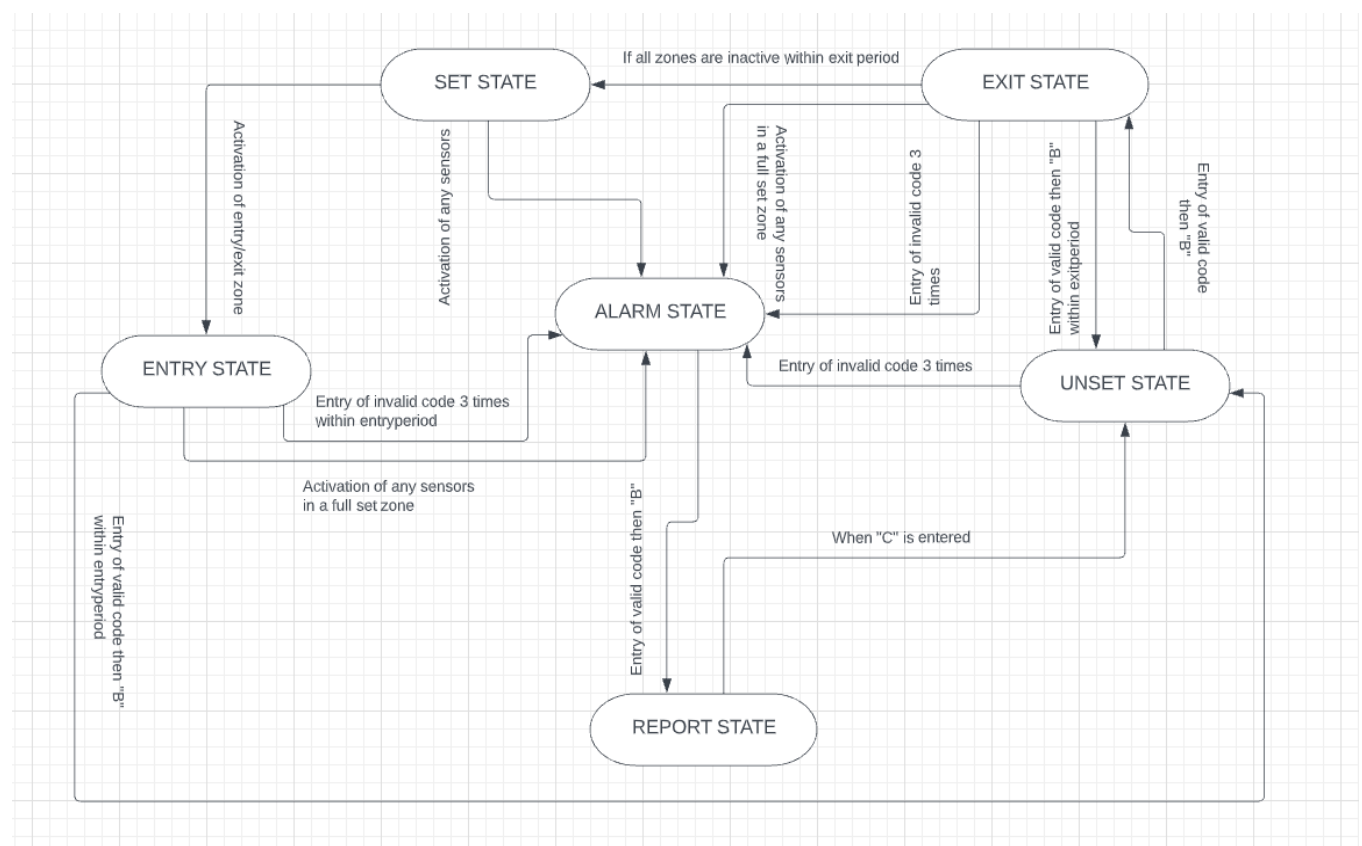 If all zones are inactive within exit period
SET STATE
EXIT STATE
Activation of entry/exit zone
Activation of any sensors
Activation of any sensors
in a full set zone
Entry of invalid code 3
times
Entry of valid code then "B"
within exitperiod
Entry of valid code
then "B"
ALARM STATE
ENTRY STATE
Entry of invalid code 3 times
UNSET STATE
Entry of invalid code 3 times
within entryperiod
Activation of any sensors
in a full set zone
Entry of valid code then "B"
within entryperiod
Entry of valid code then "B"
When "C" is entered
REPORT STATE